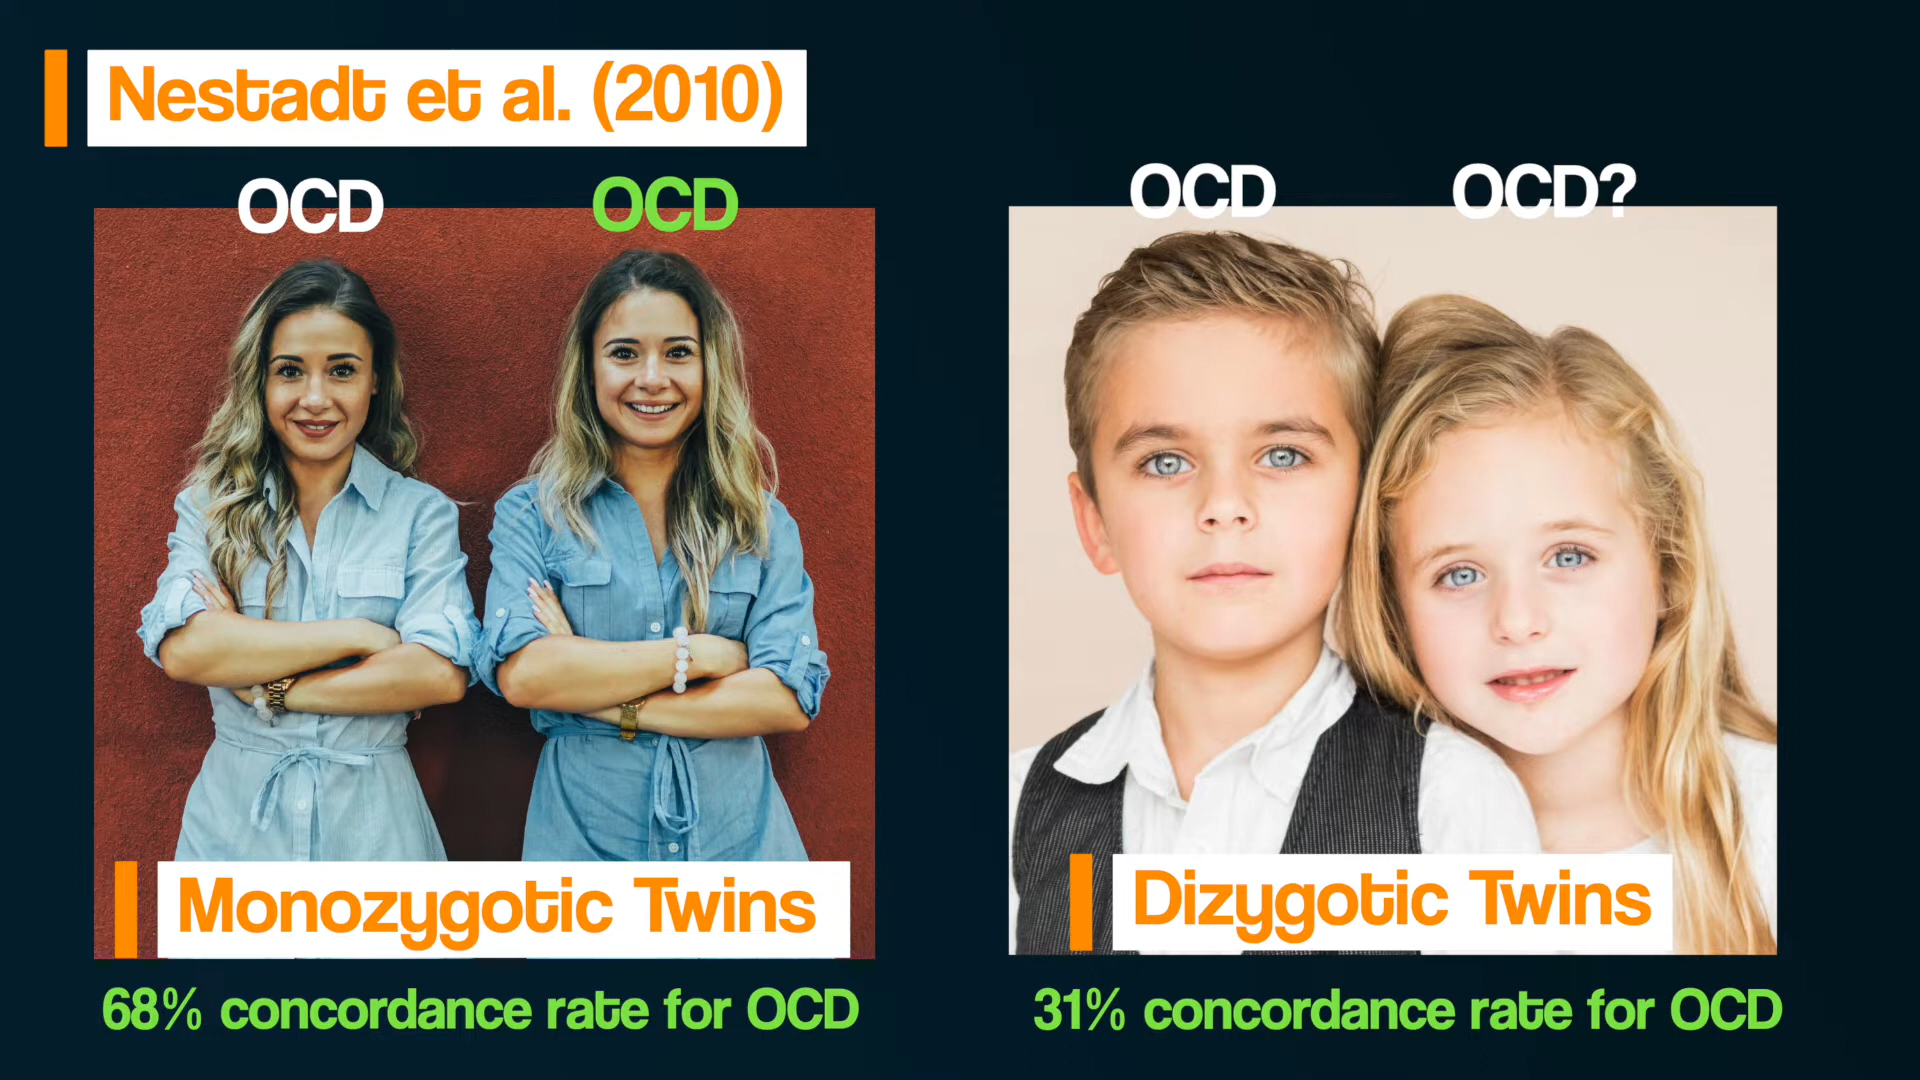 Nestadt et al. (2010)
OCD OCD
OCD OCD?
Monozygotic Twins
Dizygotic Twins
68% concordance rate for OCD
31% concordance rate for OCD